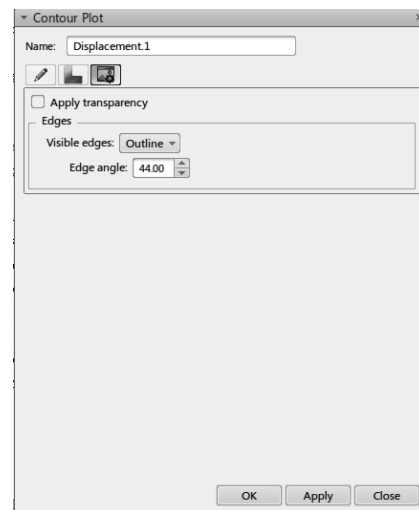 Contour Plot
Name: Displacement.1
Apply transparency
Edges
Visible edges: Outline
Edge angle: 44.00
OK Apply Close